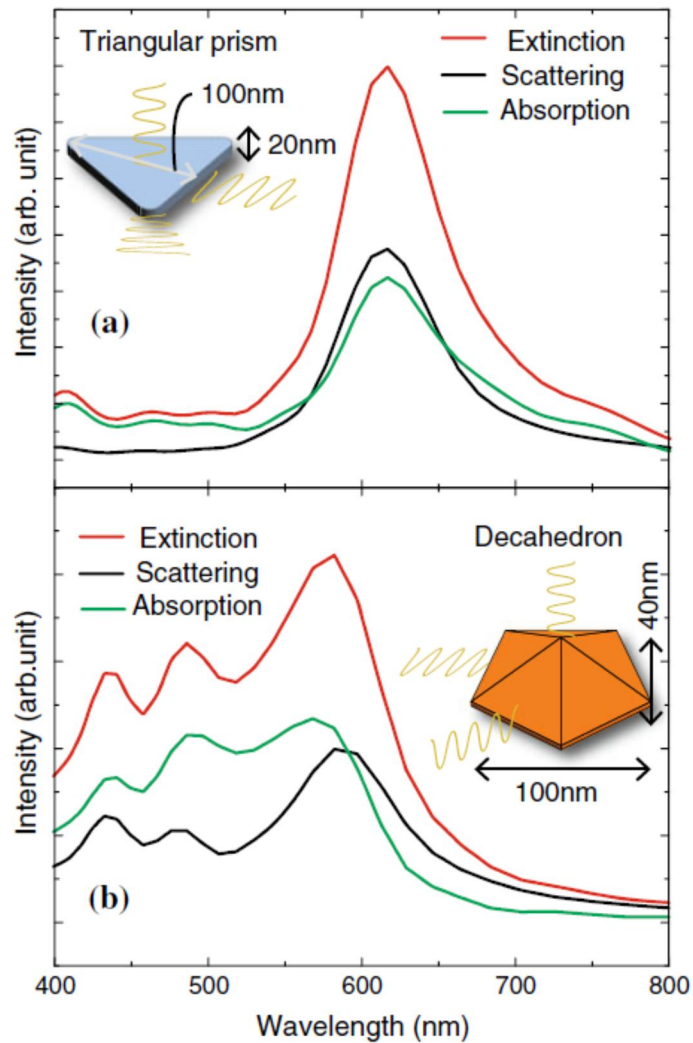 Triangular prism
100nm
20nm
Extinction
Scattering
Absorption
Intensity (arb. unit)
(a)
Extinction
Scattering
Absorption
Decahedron
40nm
100nm
Intensity (arb.unit)
(b)
400 500 600 700 800
Wavelength (nm)